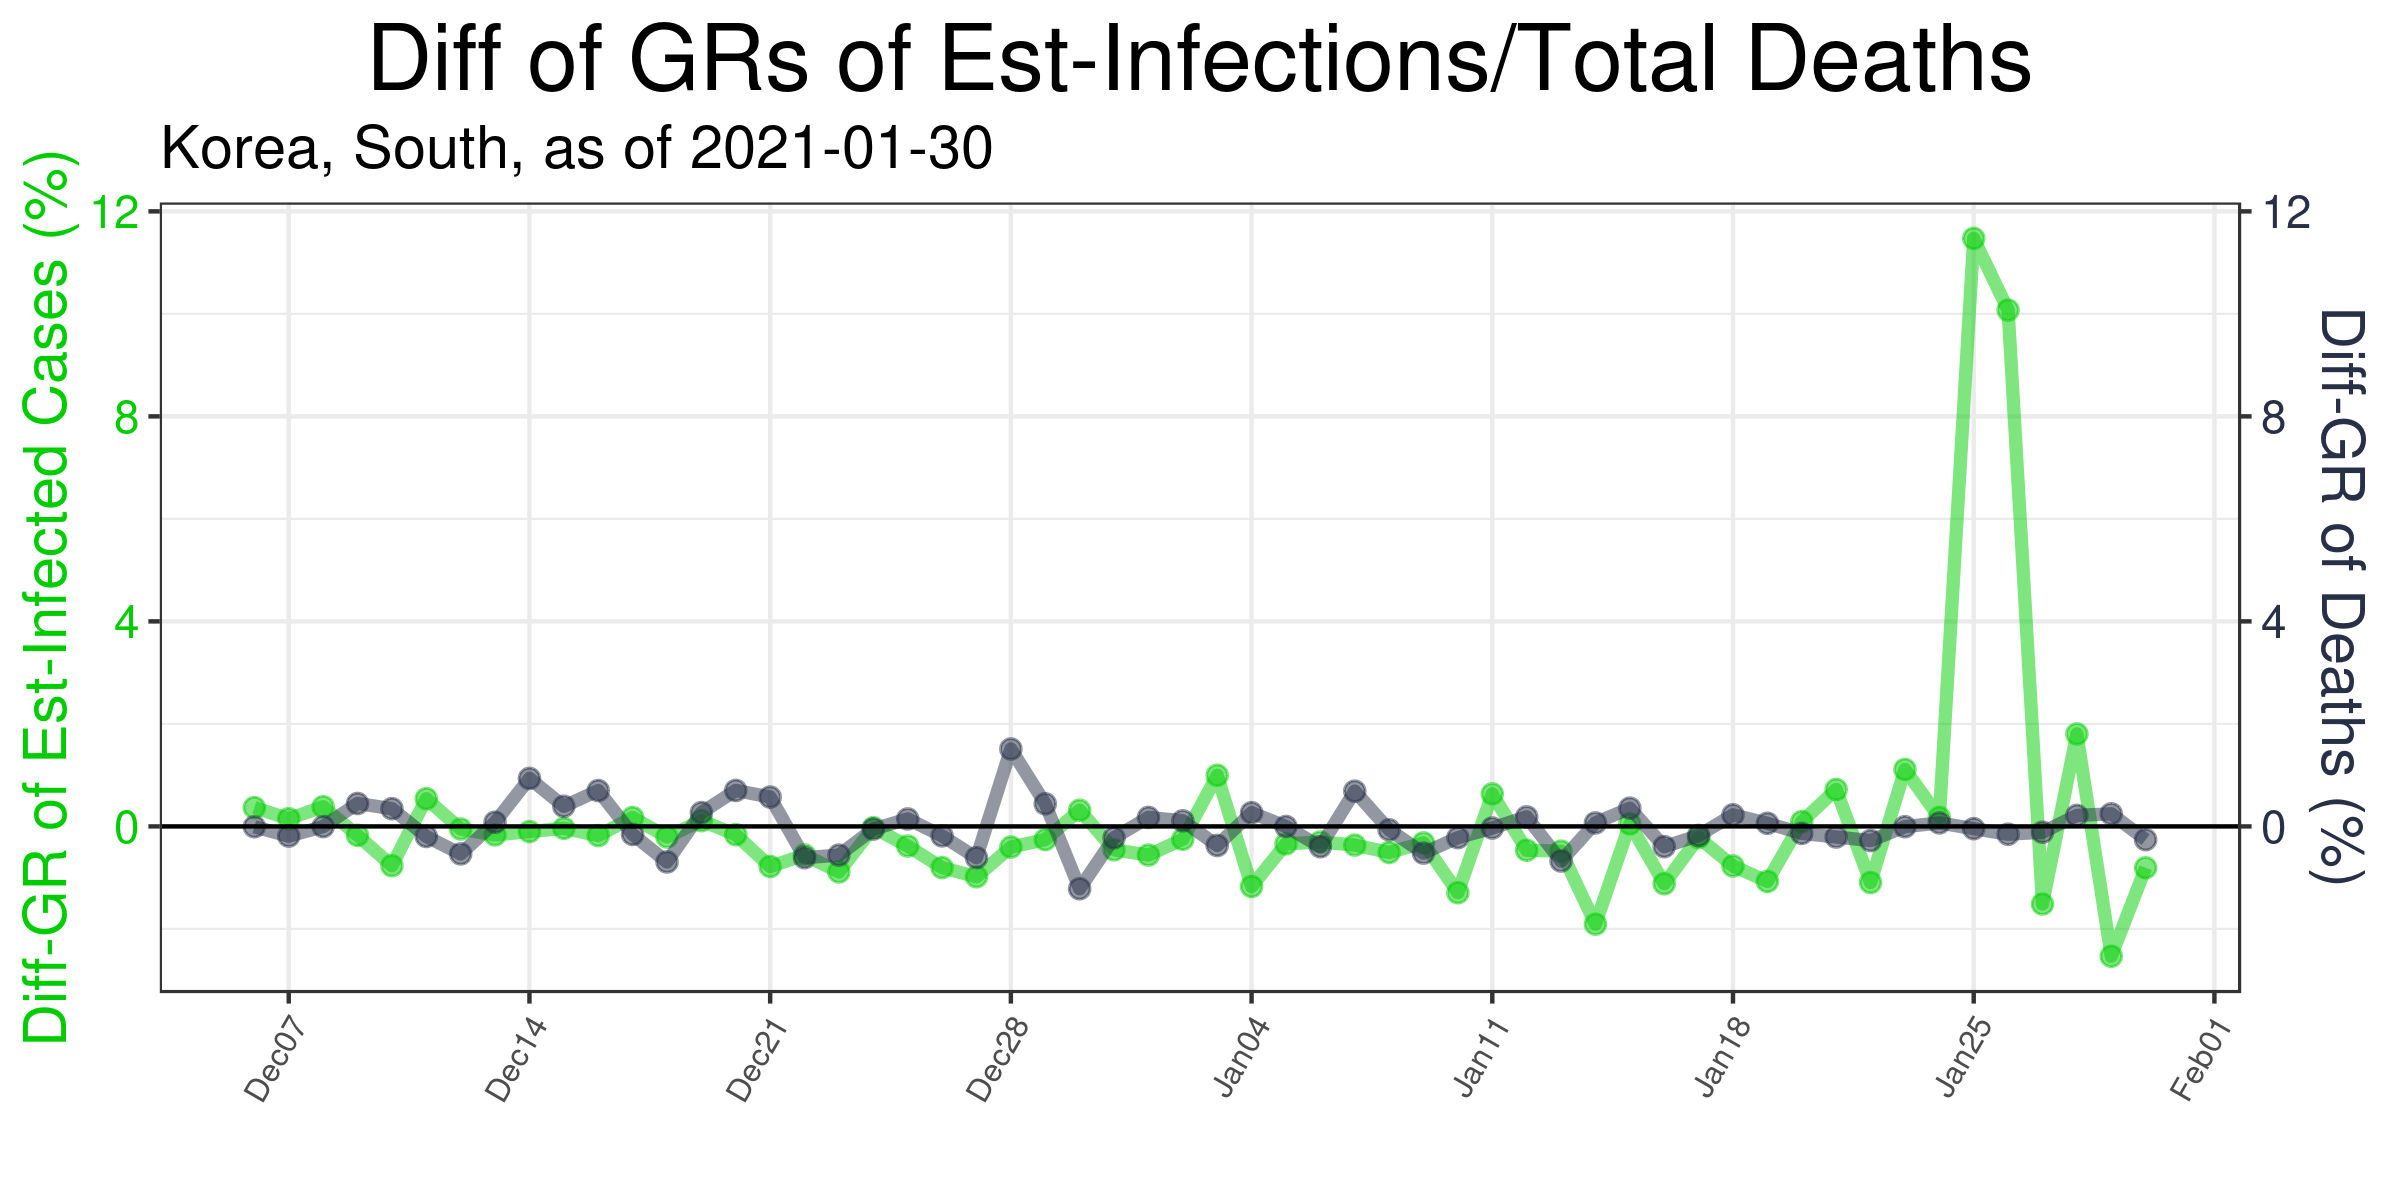 Diff of GRs of Est-Infections/Total Deaths
Korea, South, as of 2021-01-30
Diff-GR of Est-Infected Cases (%)
12
8
4
0
12
8
4
0
Diff-GR of Deaths (%)
Dec07
Dec14
Dec21
Dec28
Jan04
Jan11
Jan18
Jan25
Feb01